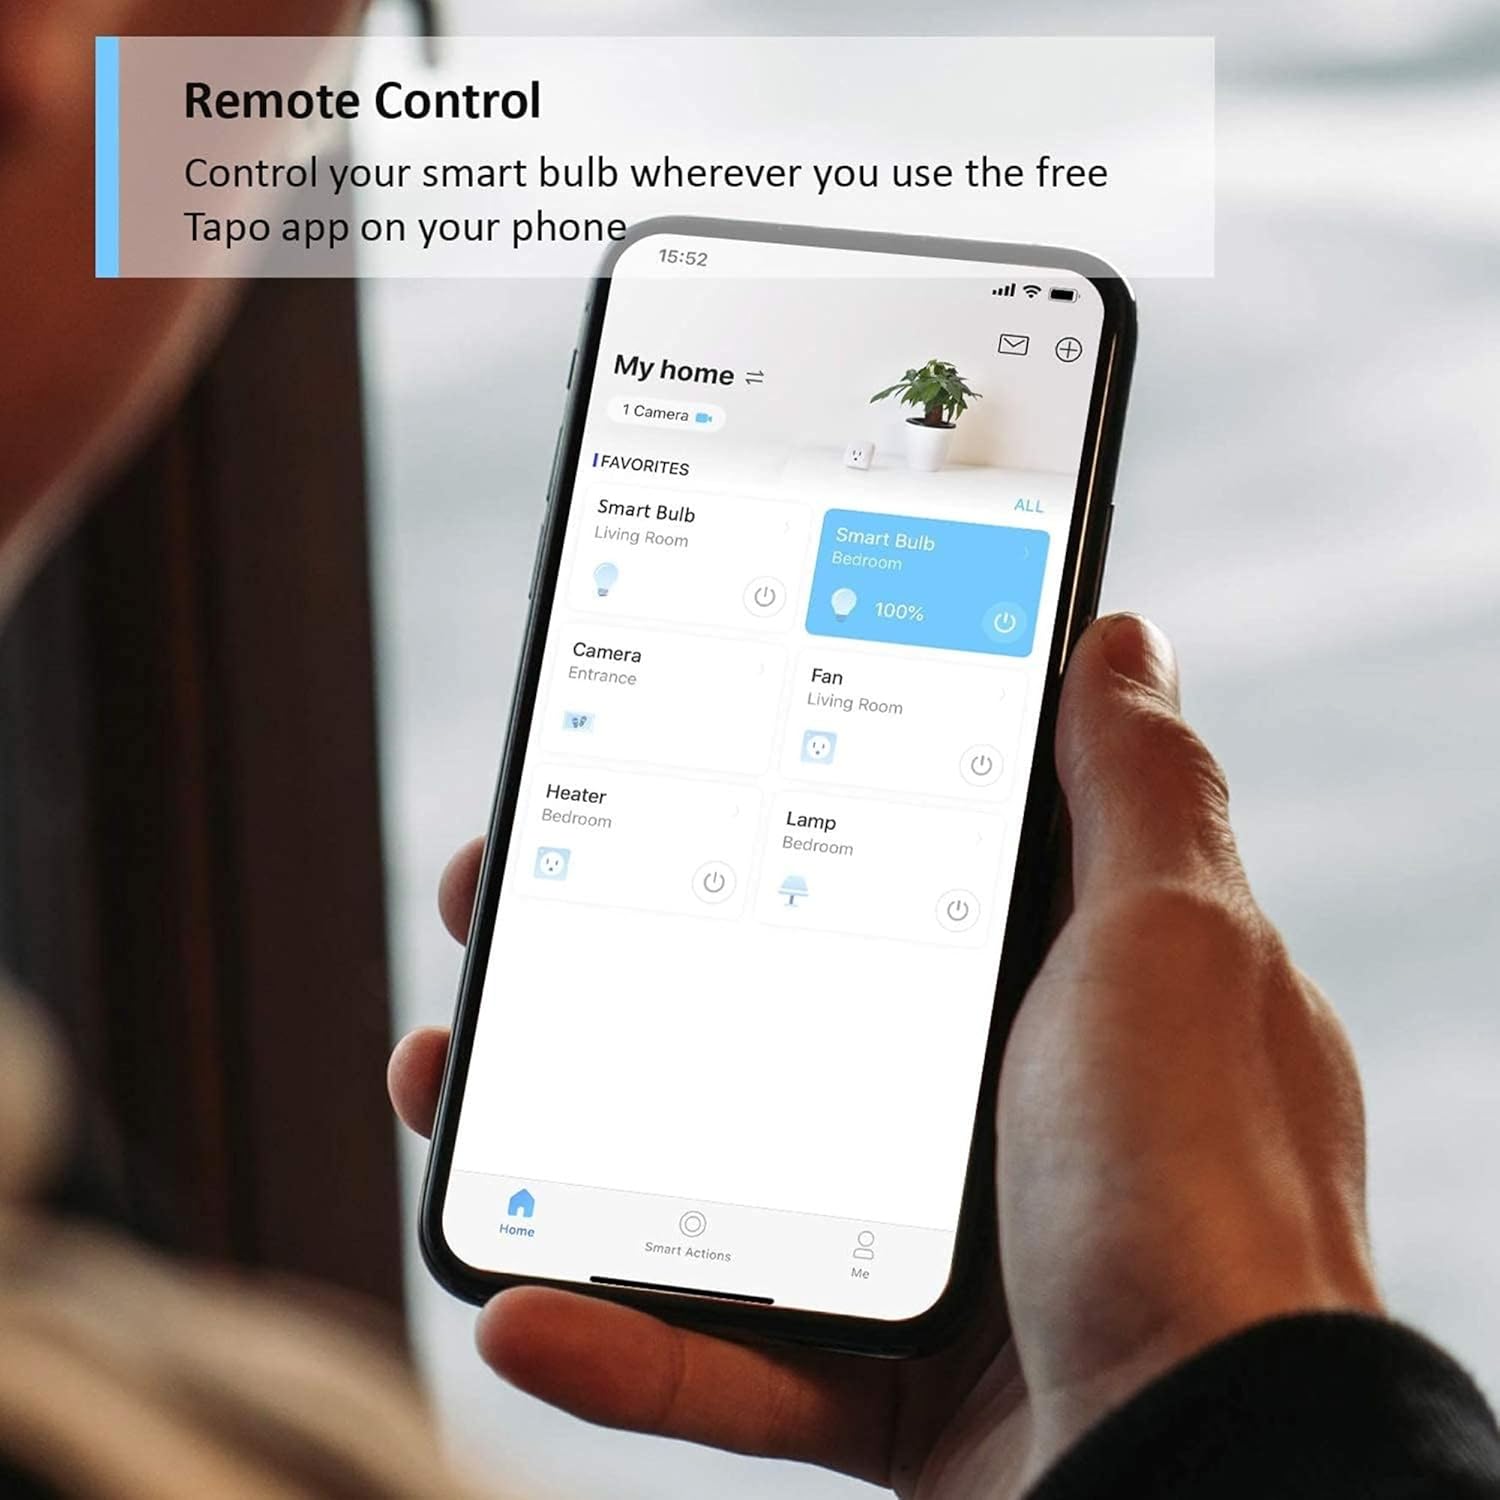 Remote Control
Control your smart bulb wherever you use the free
Tapo app on your phone
15:52
My home
1 Camera
FAVORITES
ALL
Smart Bulb
Living Room
Smart Bulb
Bedroom
100%
Camera
Entrance
Fan
Living Room
Heater
Bedroom
Lamp
Bedroom
Home
Smart Actions
Me